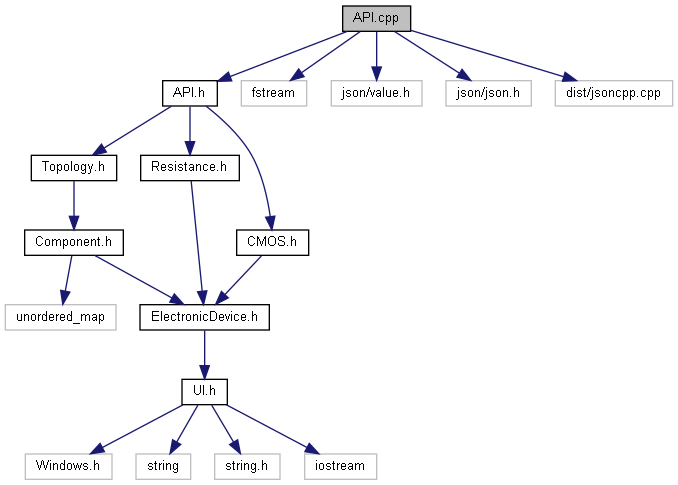 API.cpp
API.h
fstream
json/value.h
json/json.h
dist/jsoncpp.cpp
Topology.h
Resistance.h
Component.h
CMOS.h
unordered_map
ElectronicDevice.h
UI.h
Windows.h
string
string.h
iostream